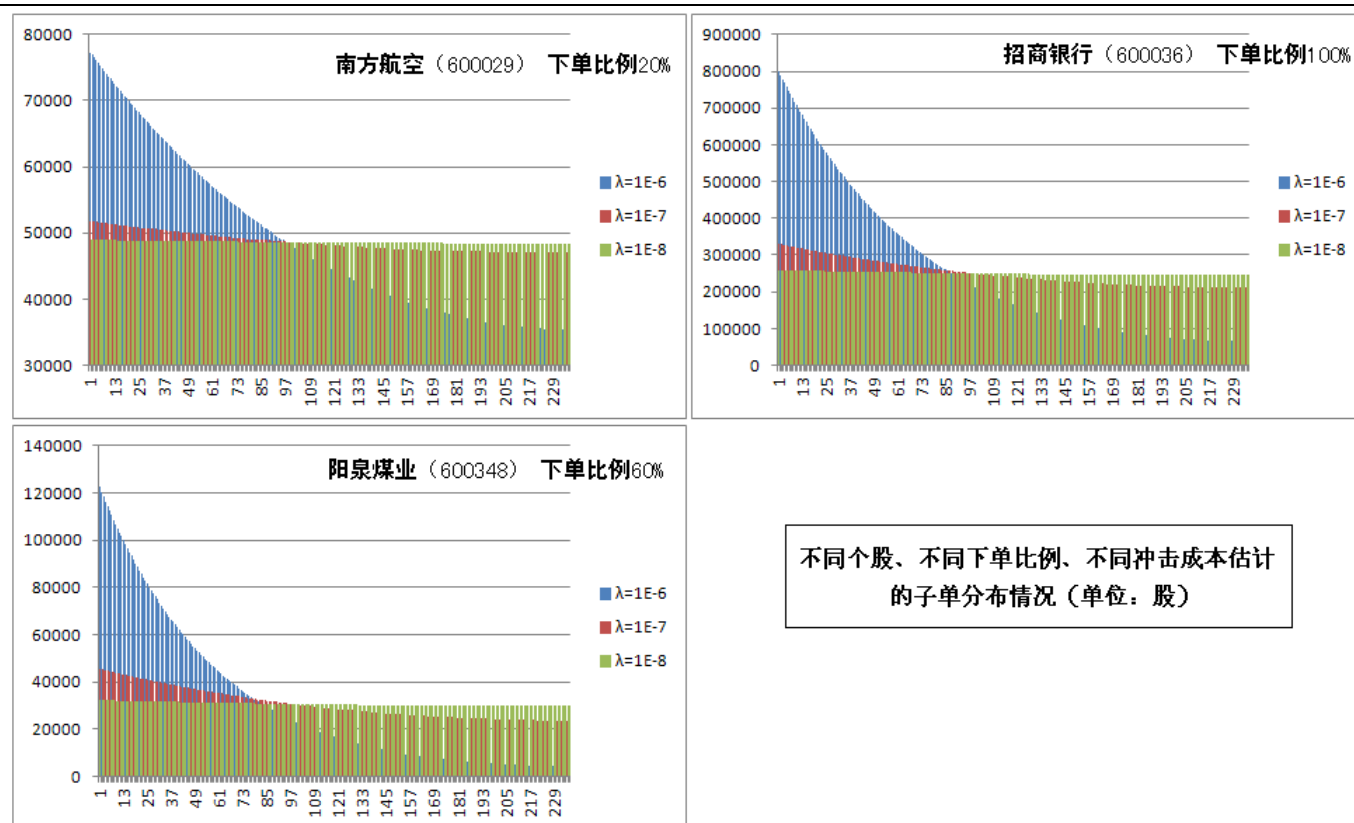 南方航空（600029） 下单比例20%
80000
70000
60000
50000
40000
30000
λ=1E-6
λ=1E-7
λ=1E-8
1 13 25 37 49 61 73 85 97 109 121 133 145 157 169 181 193 205 217 229
招商银行（600036） 下单比例100%
900000
800000
700000
600000
500000
400000
300000
200000
100000
0
λ=1E-6
λ=1E-7
λ=1E-8
1 13 25 37 49 61 73 85 97 109 121 133 145 157 169 181 193 205 217 229
阳泉煤业（600348） 下单比例60%
140000
120000
100000
80000
60000
40000
20000
0
λ=1E-6
λ=1E-7
λ=1E-8
1 13 25 37 49 61 73 85 97 109 121 133 145 157 169 181 193 205 217 229
不同个股、不同下单比例、不同冲击成本估计
的子单分布情况（单位：股）